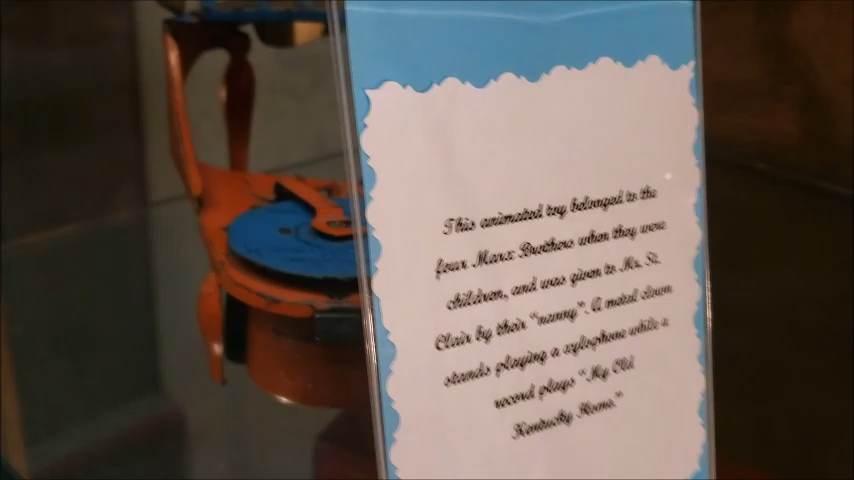 This animated toy belonged to the
four Marx Brothers when they were
children, and was given to Mr. St.
Clair by their "nanny". A metal clown
stands playing a xylophone while a
record plays "My Old
Kentucky Home."